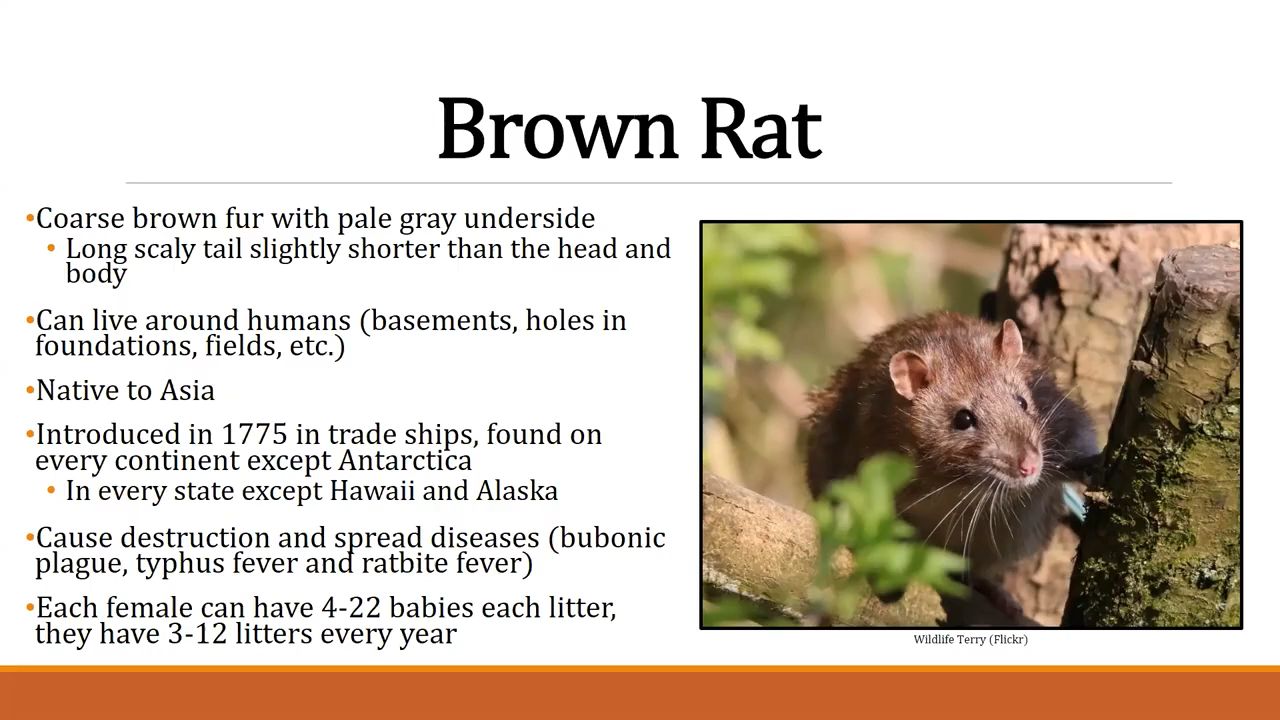 Brown Rat
•Coarse brown fur with pale gray underside
• Long scaly tail slightly shorter than the head and
body
•Can live around humans (basements, holes in
foundations, fields, etc.)
•Native to Asia
•Introduced in 1775 in trade ships, found on
every continent except Antarctica
• In every state except Hawaii and Alaska
•Cause destruction and spread diseases (bubonic
plague, typhus fever and ratbite fever)
•Each female can have 4-22 babies each litter,
they have 3-12 litters every year
Wildlife Terry (Flickr)